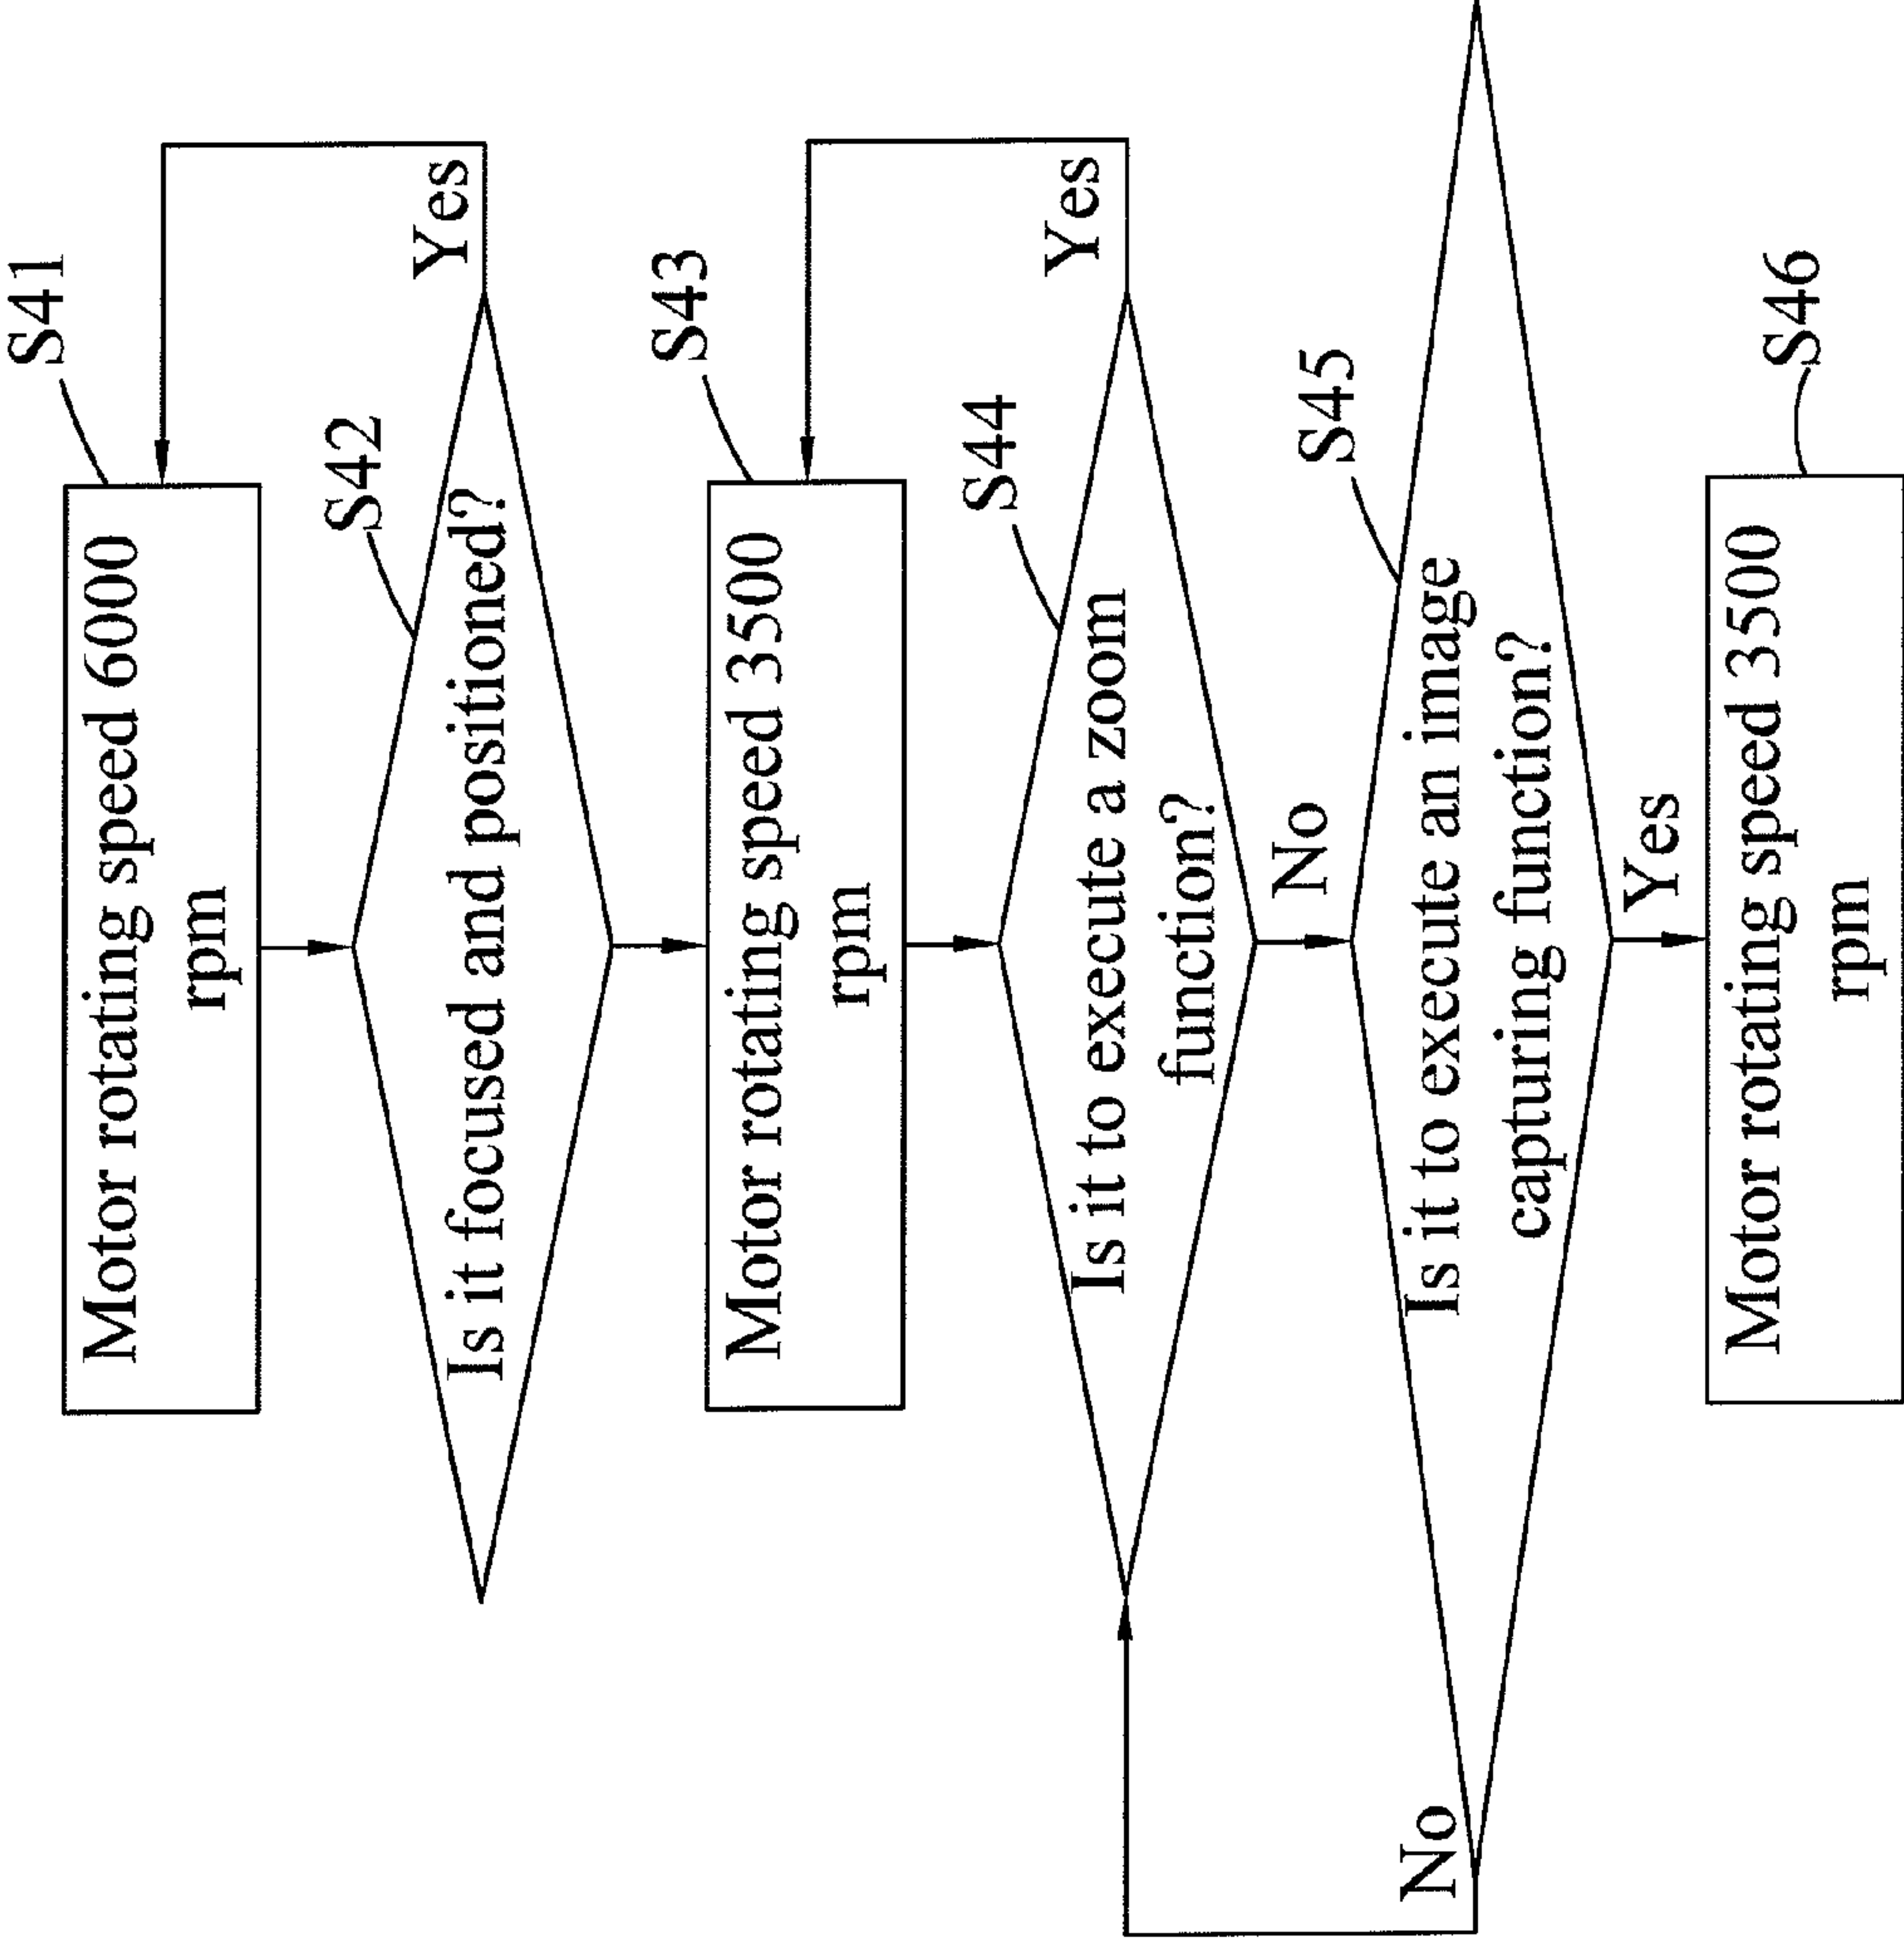 S41
Motor rotating speed 6000
rpm
Yes
S42
Is it focused and positioned?
S43
Motor rotating speed 3500
rpm
Yes
S44
Is it to execute a zoom
function?
No
S45
Is it to execute an image
capturing function?
No
Yes
S46
Motor rotating speed 3500
rpm